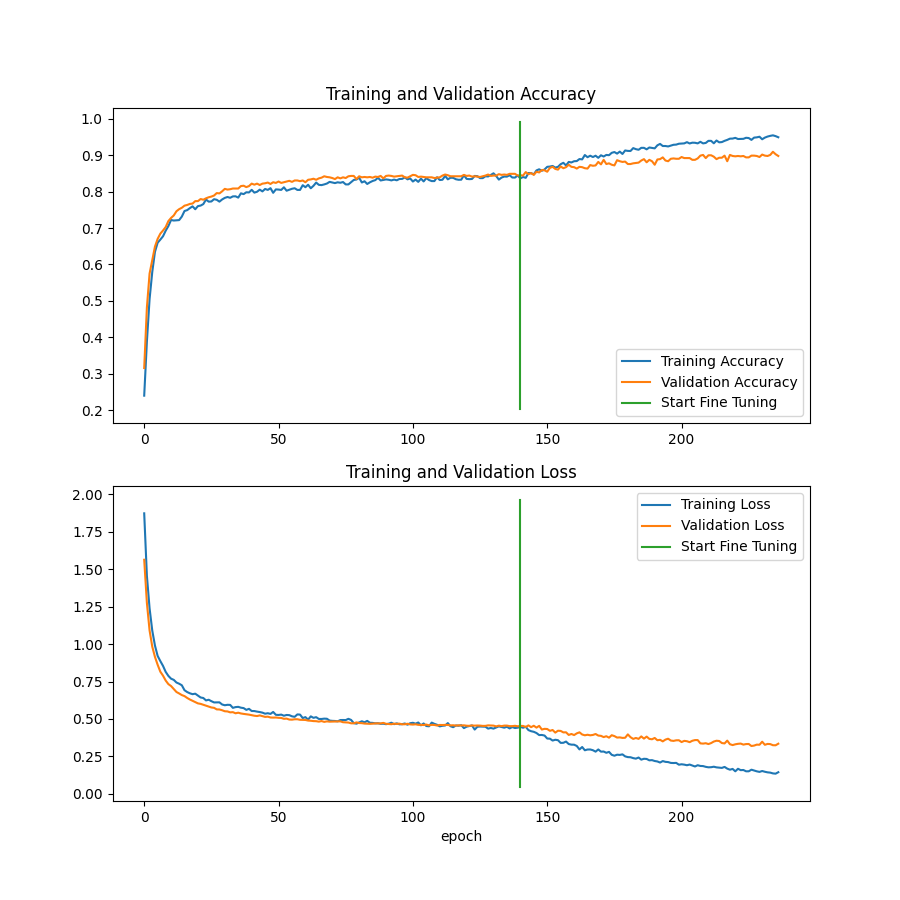 Training and Validation Accuracy
1.0
0.9
0.8
0.7
0.6
0.5
0.4
0.3
0.2
Training Accuracy
Validation Accuracy
Start Fine Tuning
0 50 100 150 200
Training and Validation Loss
2.00
1.75
1.50
1.25
1.00
0.75
0.50
0.25
0.00
Training Loss
Validation Loss
Start Fine Tuning
0 50 100 150 200
epoch